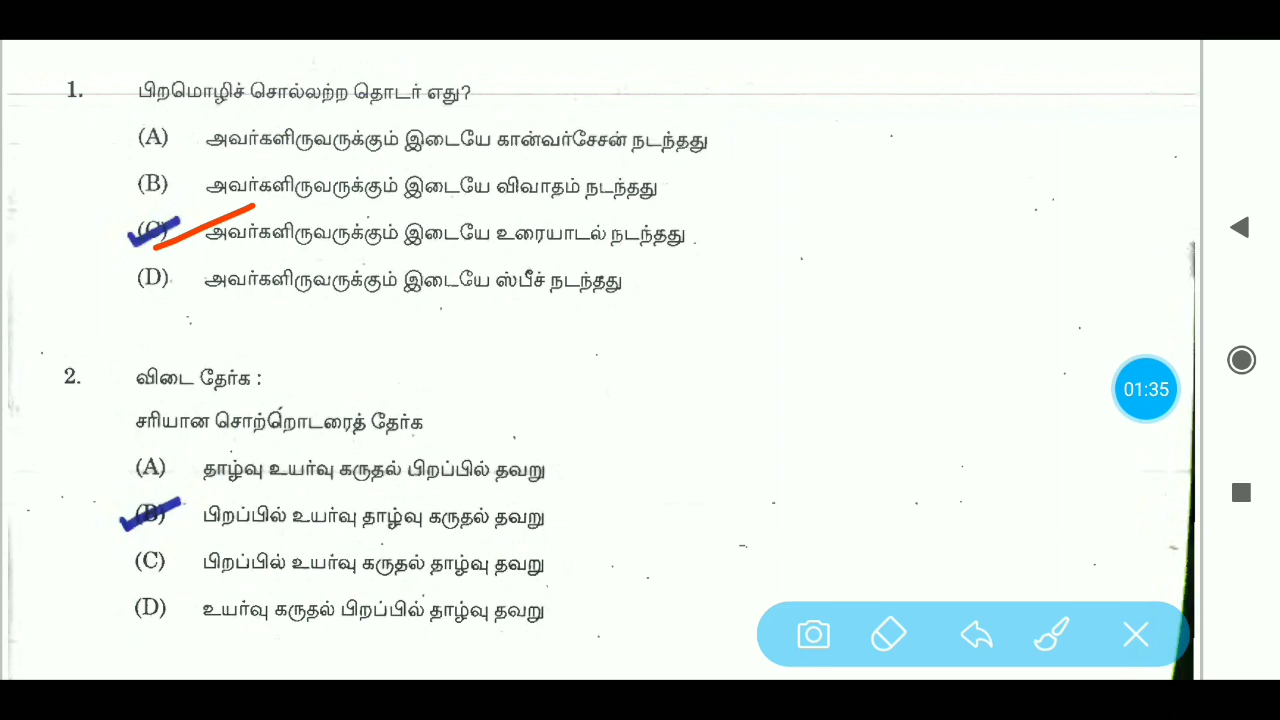 1. பிறமொழிச் சொல்லற்ற தொடர் எது?
(A) அவர்களிருவருக்கும் இடையே கான்வர்சேசன் நடந்தது
(B) அவர்களிருவருக்கும் இடையே விவாதம் நடந்தது
(C) அவர்களிருவருக்கும் இடையே உரையாடல் நடந்தது
(D) அவர்களிருவருக்கும் இடையே ஸ்பீச் நடந்தது
2. விடை தேர்க :
சரியான சொற்றொடரைத் தேர்க
(A) தாழ்வு உயர்வு கருதல் பிறப்பில் தவறு
(B) பிறப்பில் உயர்வு தாழ்வு கருதல் தவறு
(C) பிறப்பில் உயர்வு கருதல் தாழ்வு தவறு
(D) உயர்வு கருதல் பிறப்பில் தாழ்வு தவறு
01:35